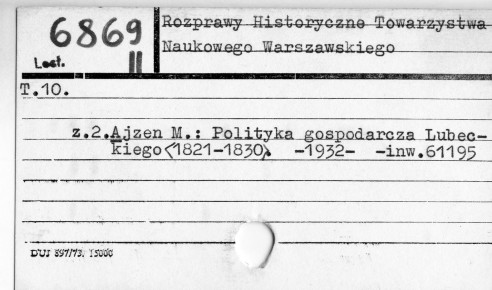 6869
II
Lect.
Rozprawy Historyczne Towarzystwa
Naukowego Warszawskiego
T.10.
z.2.Ajzen M.: Polityka gospodarcza Lubec-
kiego <1821-1830>. -1932- -inw.61195
DUJ 897/73. 15000